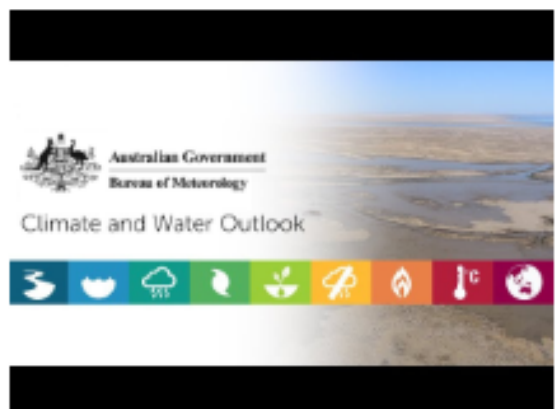 Australian Government
Bureau of Meteorology
Climate and Water Outlook
°C